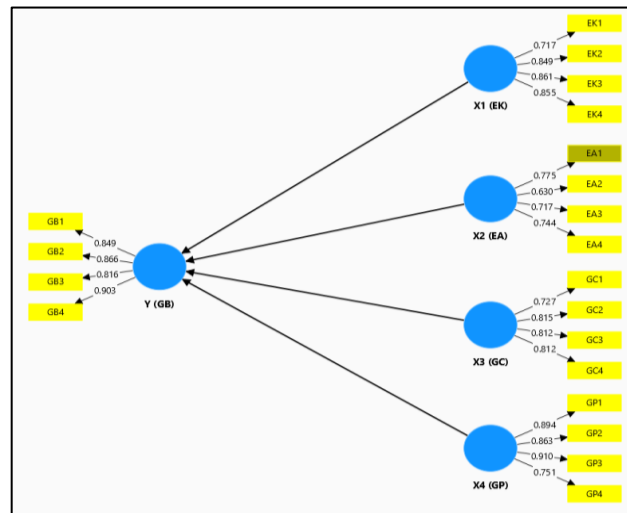 EK1
0.717
EK2
0.849
0.861
EK3
0.855
EK4
X1 (EK)
EA1
0.775
EA2
0.630
0.717
EA3
0.744
EA4
X2 (EA)
GB1
0.849
GB2
0.866
0.816
GB3
0.903
GB4
Y (GB)
GC1
0.727
GC2
0.815
0.812
GC3
0.812
GC4
X3 (GC)
GP1
0.894
GP2
0.863
0.910
GP3
0.751
GP4
X4 (GP)